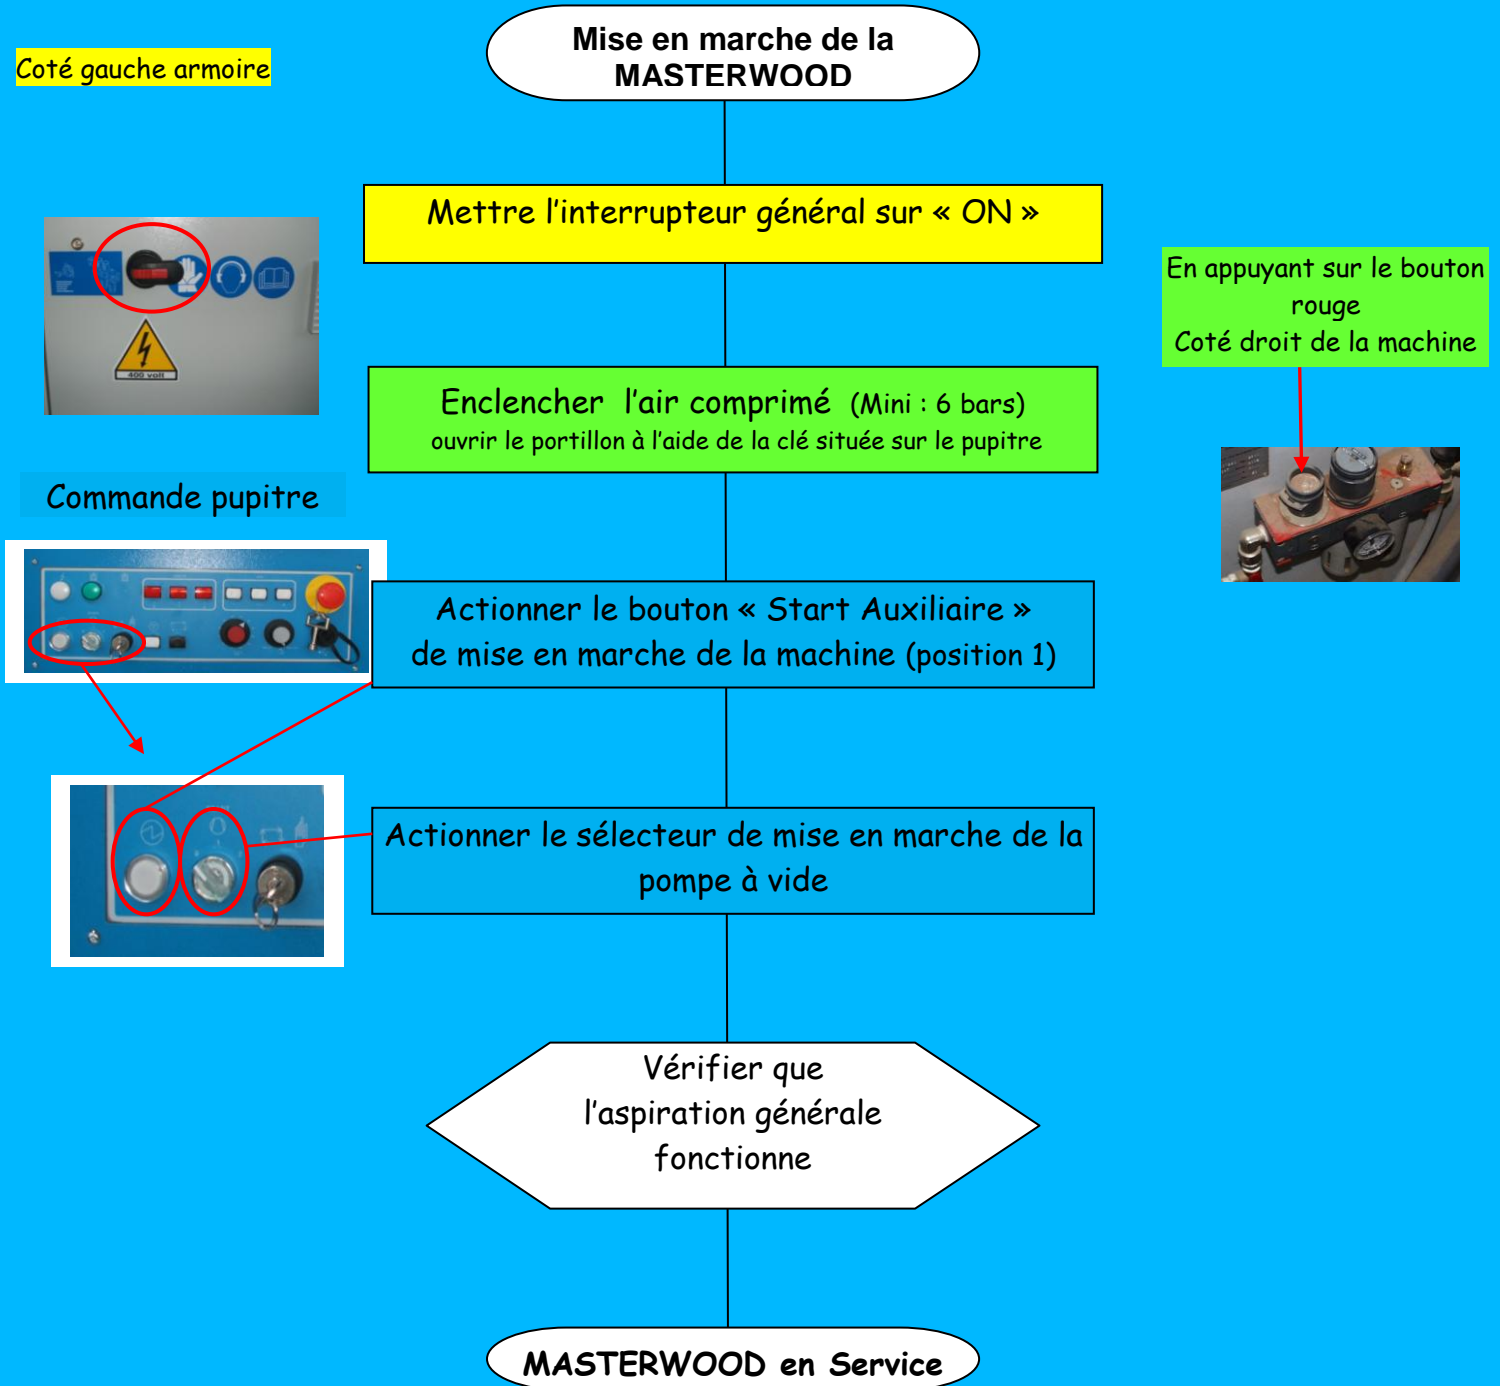 Mise en marche de la
MASTERWOOD
Coté gauche armoire
Mettre l'interrupteur général sur « ON »
En appuyant sur le bouton
rouge
Coté droit de la machine
400 volt
Enclencher l'air comprimé (Mini : 6 bars)
ouvrir le portillon à l'aide de la clé située sur le pupitre
Commande pupitre
Actionner le bouton « Start Auxiliaire »
de mise en marche de la machine (position 1)
Actionner le sélecteur de mise en marche de la
pompe à vide
Vérifier que
l'aspiration générale
fonctionne
MASTERWOOD en Service